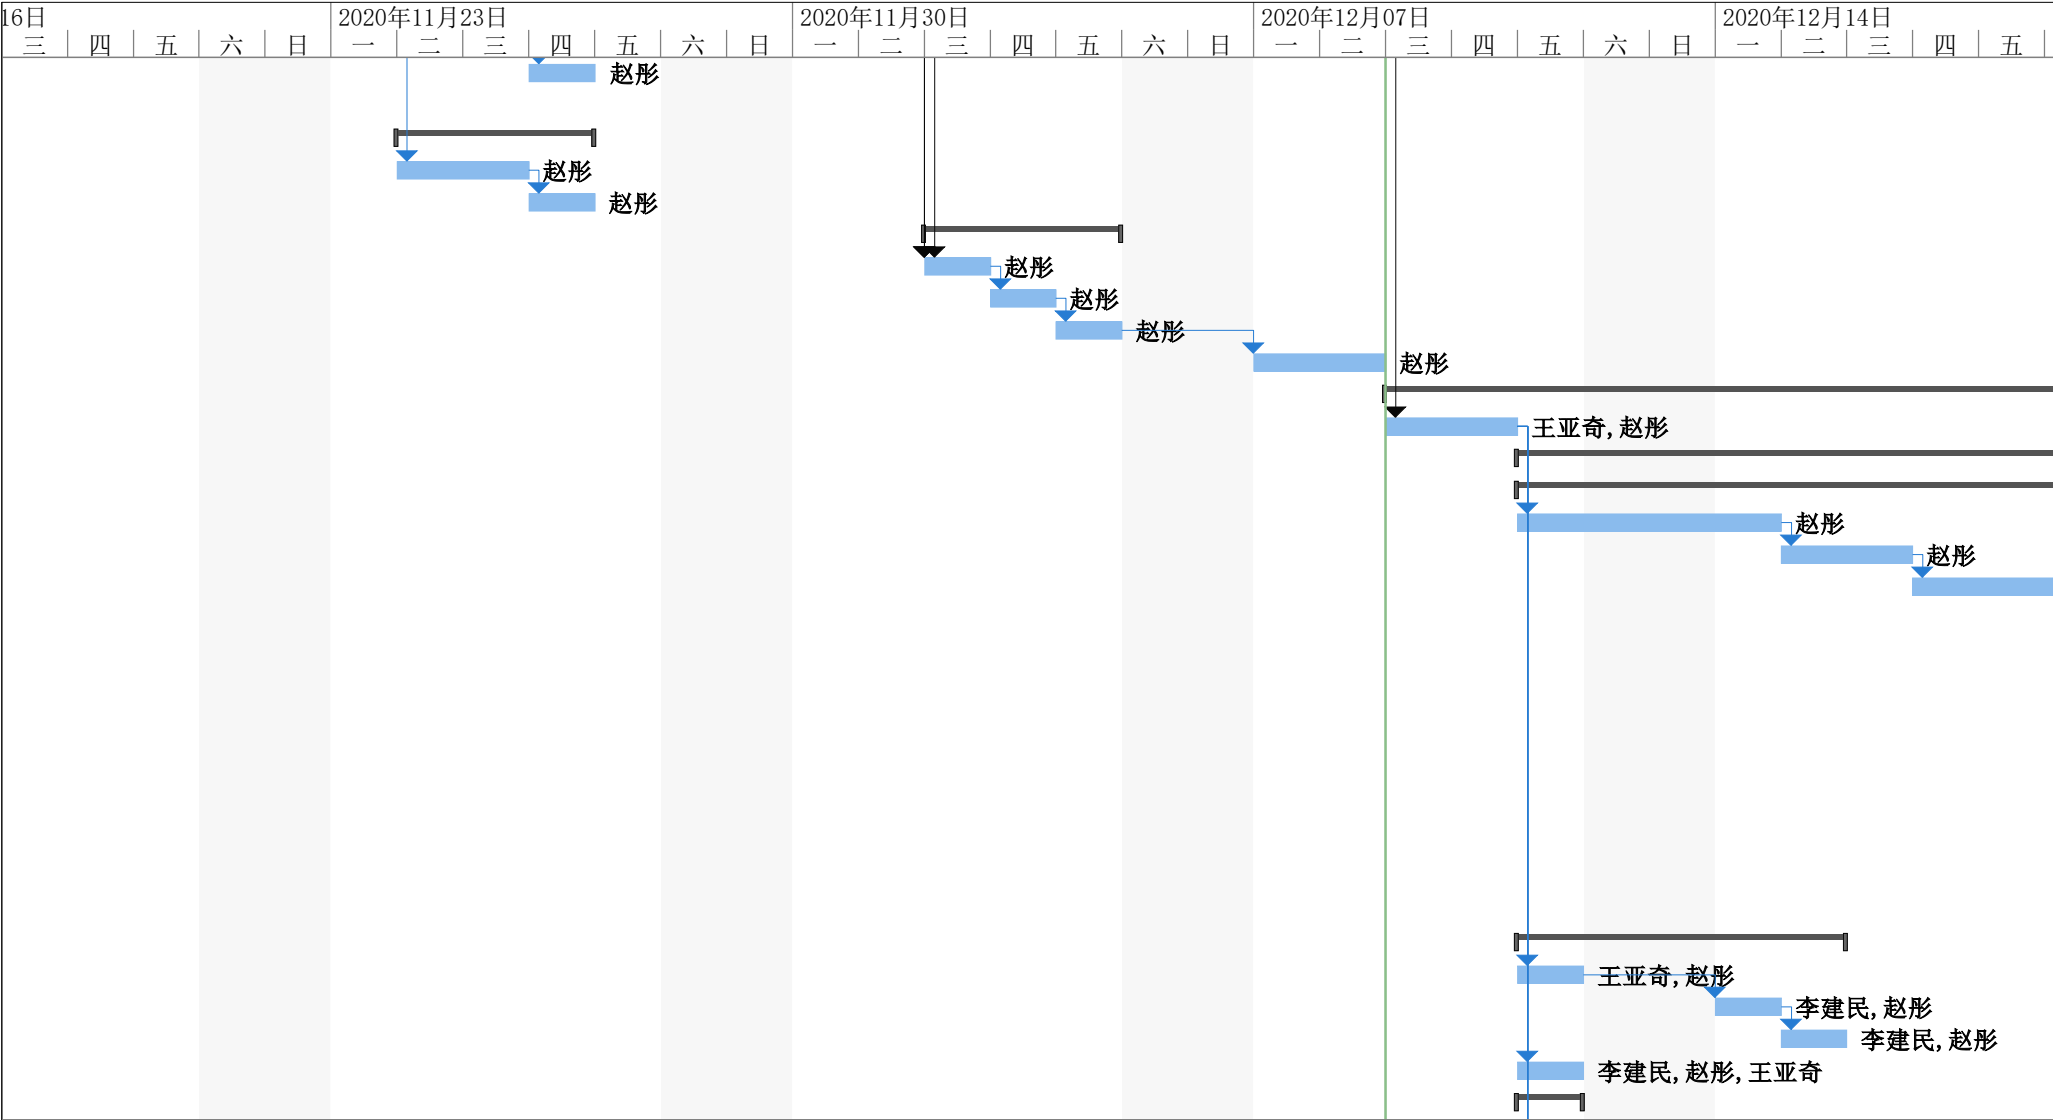 16日 2020年11月23日 2020年11月30日 2020年12月07日 2020年12月14日
三 四 五 六 日 一 二 三 四 五 六 日 一 二 三 四 五 六 日 一 二 三 四 五 六 日 一 二 三 四 五
赵彤
赵彤
赵彤
赵彤
赵彤
赵彤
赵彤
王亚奇, 赵彤
赵彤
赵彤
王亚奇, 赵彤
李建民, 赵彤
李建民, 赵彤
李建民, 赵彤, 王亚奇